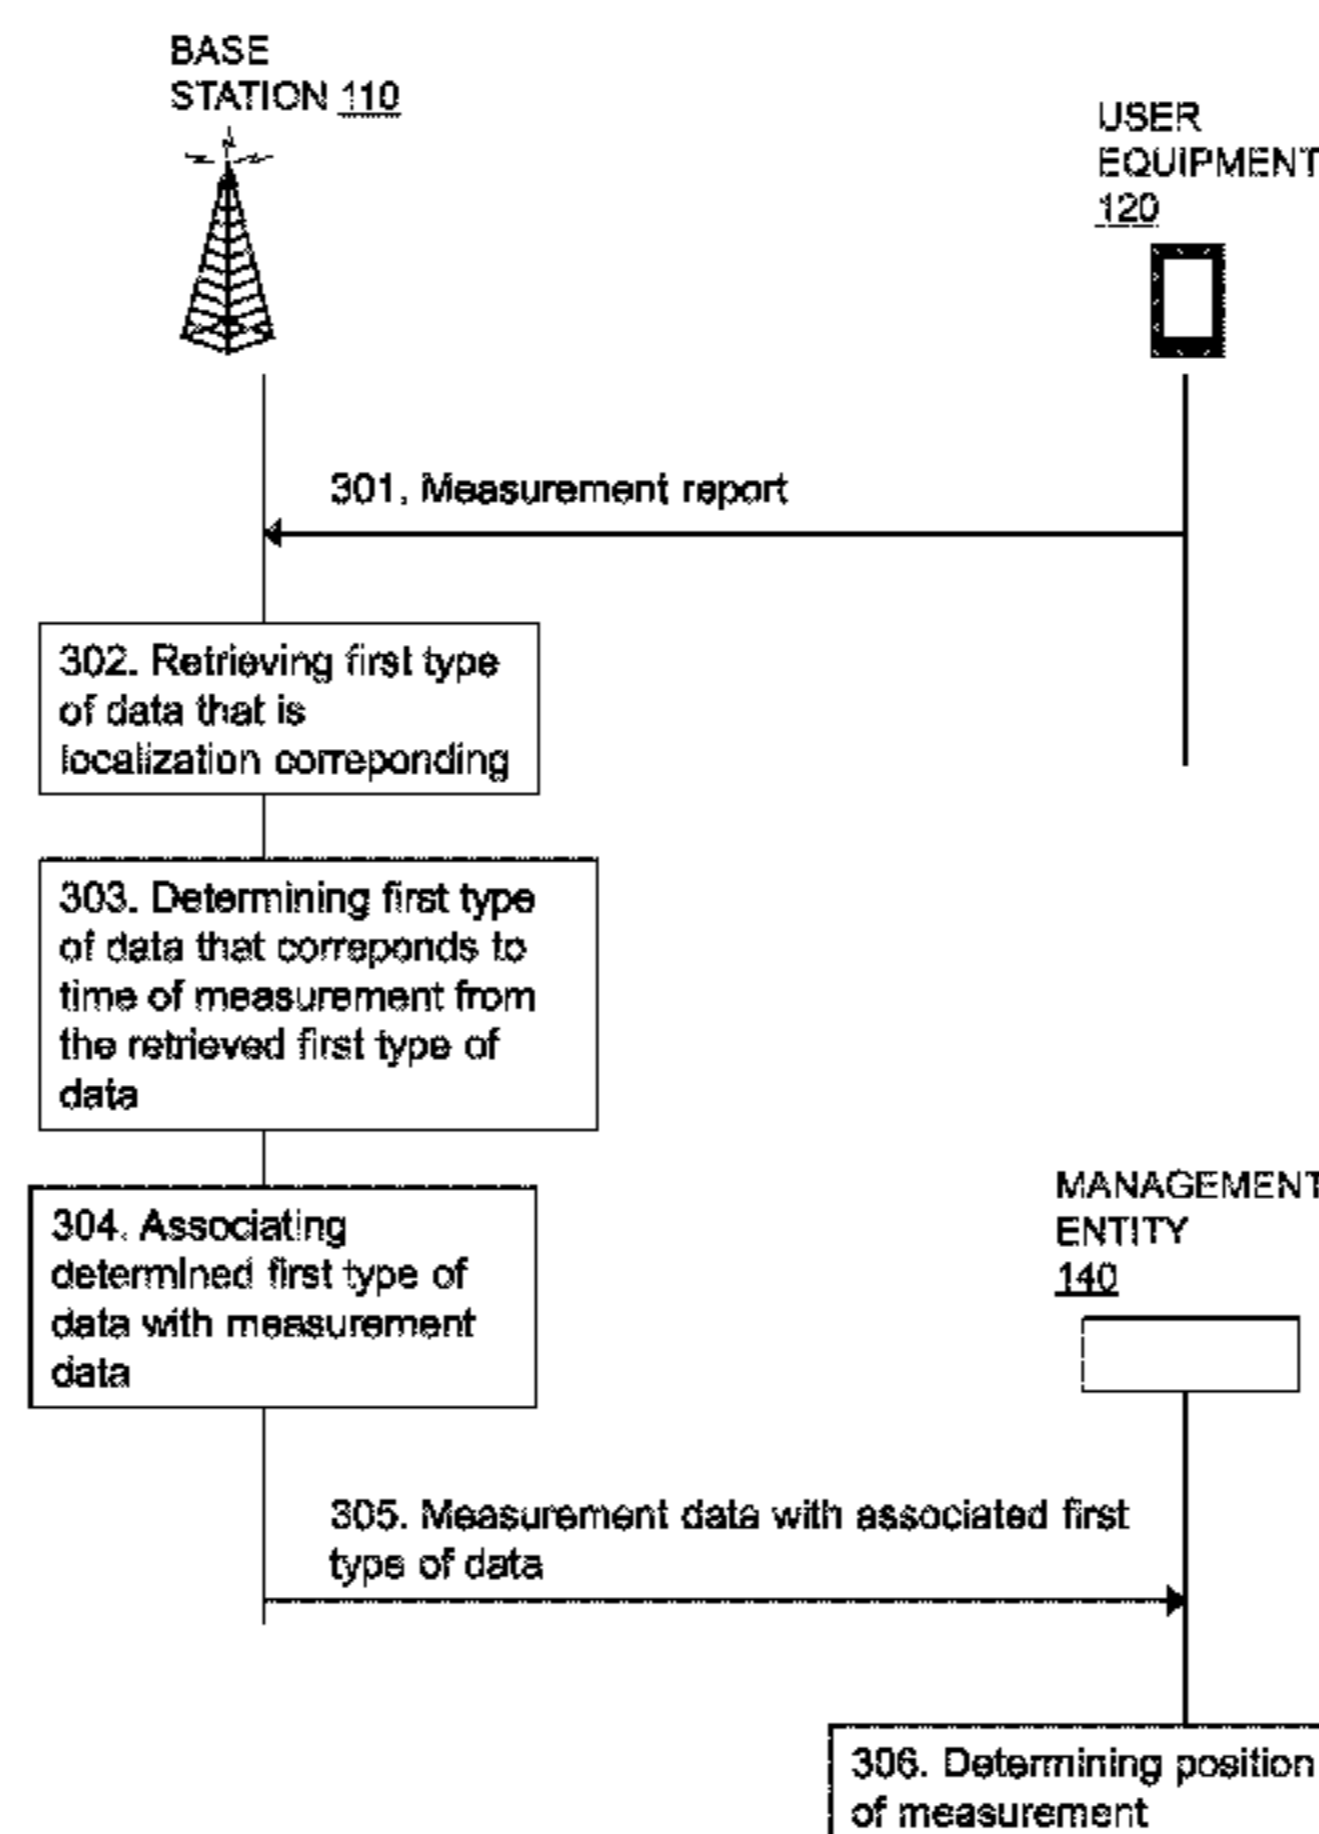 BASE
STATION 110
USER
EQUIPMENT
120
301. Measurement report
302. Retrieving first type
of data that is
localization correponding
303. Determining first type
of data that correponds to
time of measurement from
the retrieved first type of
data
304. Associating
determined first type of
data with measurement
data
MANAGEMENT
ENTITY
140
305. Measurement data with associated first
type of data
306. Determining position
of measurement